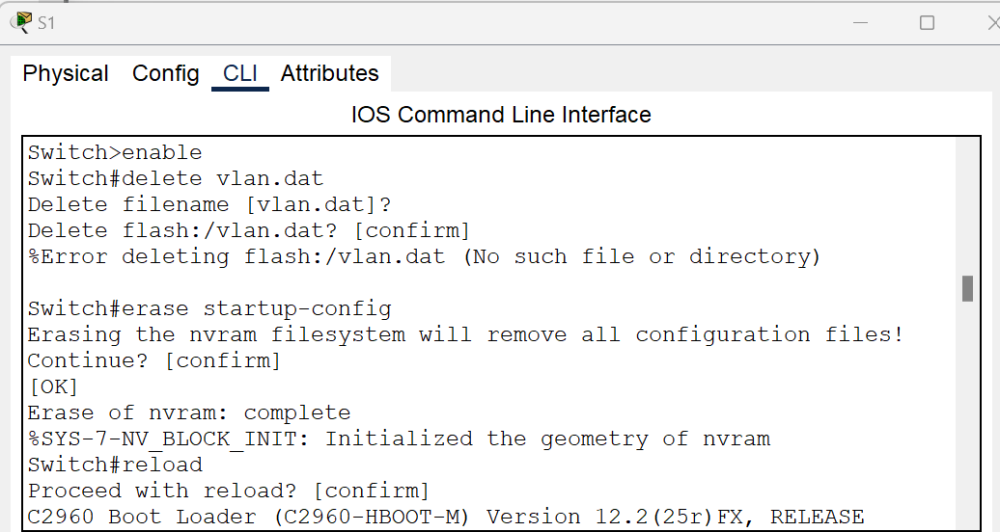 S1
Physical Config CLI Attributes
IOS Command Line Interface
Switch>enable
Switch#delete vlan.dat
Delete filename [vlan.dat]?
Delete flash:/vlan.dat? [confirm]
%Error deleting flash:/vlan.dat (No such file or directory)
Switch#erase startup-config
Erasing the nvram filesystem will remove all configuration files!
Continue? [confirm]
[OK]
Erase of nvram: complete
%SYS-7-NV_BLOCK_INIT: Initialized the geometry of nvram
Switch#reload
Proceed with reload? [confirm]
C2960 Boot Loader (C2960-HBOOT-M) Version 12.2(25r)FX, RELEASE